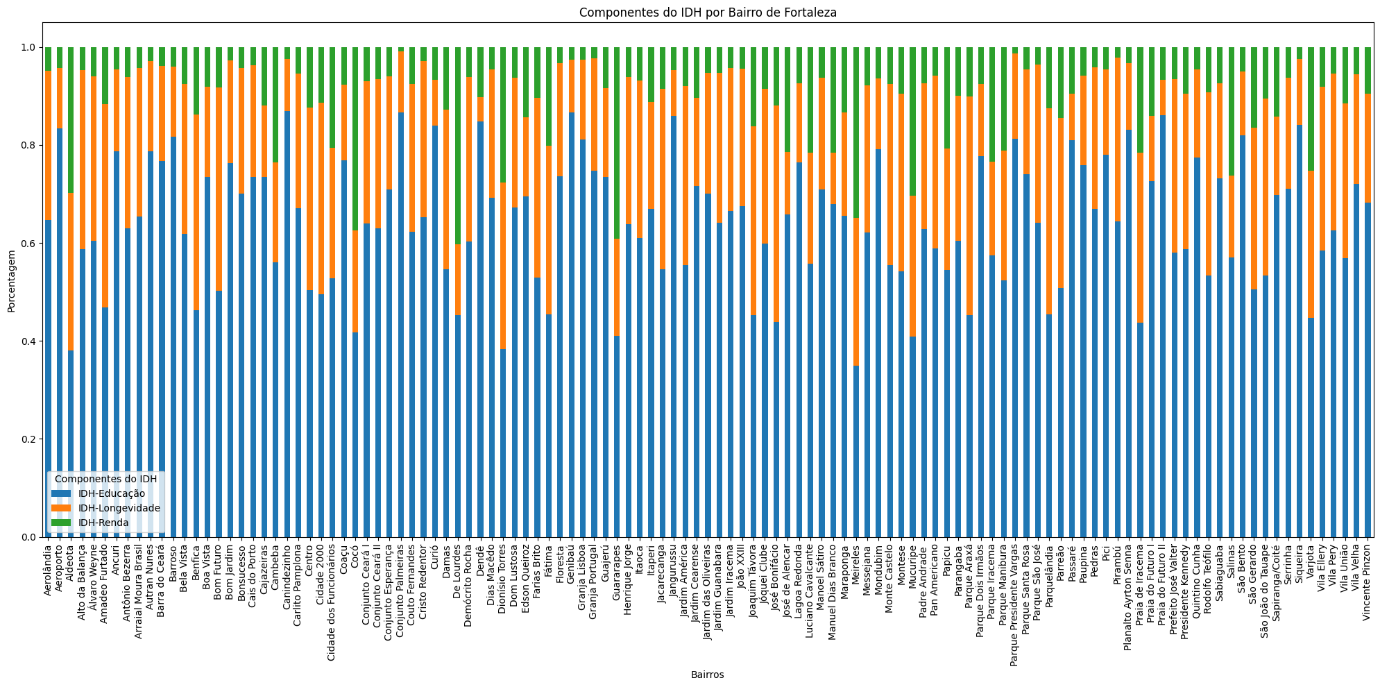 Componentes do IDH por Bairro de Fortaleza
Porcentagem
1.0
0.8
0.6
0.4
0.2
0.0
Componentes do IDH
IDH-Educação
IDH-Longevidade
IDH-Renda
Aerolândia
Aeroporto
Aldeota
Alto da Balança
Álvaro Weyne
Amadeo Furtado
Ancuri
Antônio Bezerra
Arraial Moura Brasil
Autran Nunes
Barra do Ceará
Barroso
Bela Vista
Benfica
Boa Vista
Bom Futuro
Bom Jardim
Bonsucesso
Cais do Porto
Cajazeiras
Cambeba
Canindezinho
Carlito Pamplona
Centro
Cidade 2000
Cidade dos Funcionários
Coaçu
Cocó
Conjunto Ceará I
Conjunto Ceará II
Conjunto Esperança
Conjunto Palmeiras
Couto Fernandes
Cristo Redentor
Curió
Damas
De Lourdes
Demócrito Rocha
Dendê
Dias Macêdo
Dionísio Torres
Dom Lustosa
Edson Queiroz
Farias Brito
Fátima
Floresta
Genibaú
Granja Lisboa
Granja Portugal
Guajerú
Guararapes
Henrique Jorge
Itaoca
Itaperi
Jacarecanga
Jangurussu
Jardim América
Jardim Cearense
Jardim das Oliveiras
Jardim Guanabara
Jardim Iracema
João XXIII
Joaquim Távora
Jóquei Clube
José Bonifácio
José de Alencar
Lagoa Redonda
Luciano Cavalcante
Manoel Sátiro
Manuel Dias Branco
Maraponga
Meireles
Messejana
Mondubim
Monte Castelo
Montese
Mucuripe
Padre Andrade
Pan Americano
Papicu
Parangaba
Parque Araxá
Parque Dois Irmãos
Parque Iracema
Parque Manibura
Parque Presidente Vargas
Parque Santa Rosa
Parque São José
Parquelândia
Parreão
Passaré
Paupina
Pedras
Pici
Pirambú
Planalto Ayrton Senna
Praia de Iracema
Praia do Futuro I
Praia do Futuro II
Prefeito José Valter
Presidente Kennedy
Quintino Cunha
Rodolfo Teófilo
Sabiaguaba
Salinas
São Bento
São Gerardo
São João do Tauape
Sapiranga/Coité
Serrinha
Siqueira
Varjota
Vila Ellery
Vila Pery
Vila União
Vila Velha
Vincente Pinzon
Bairros